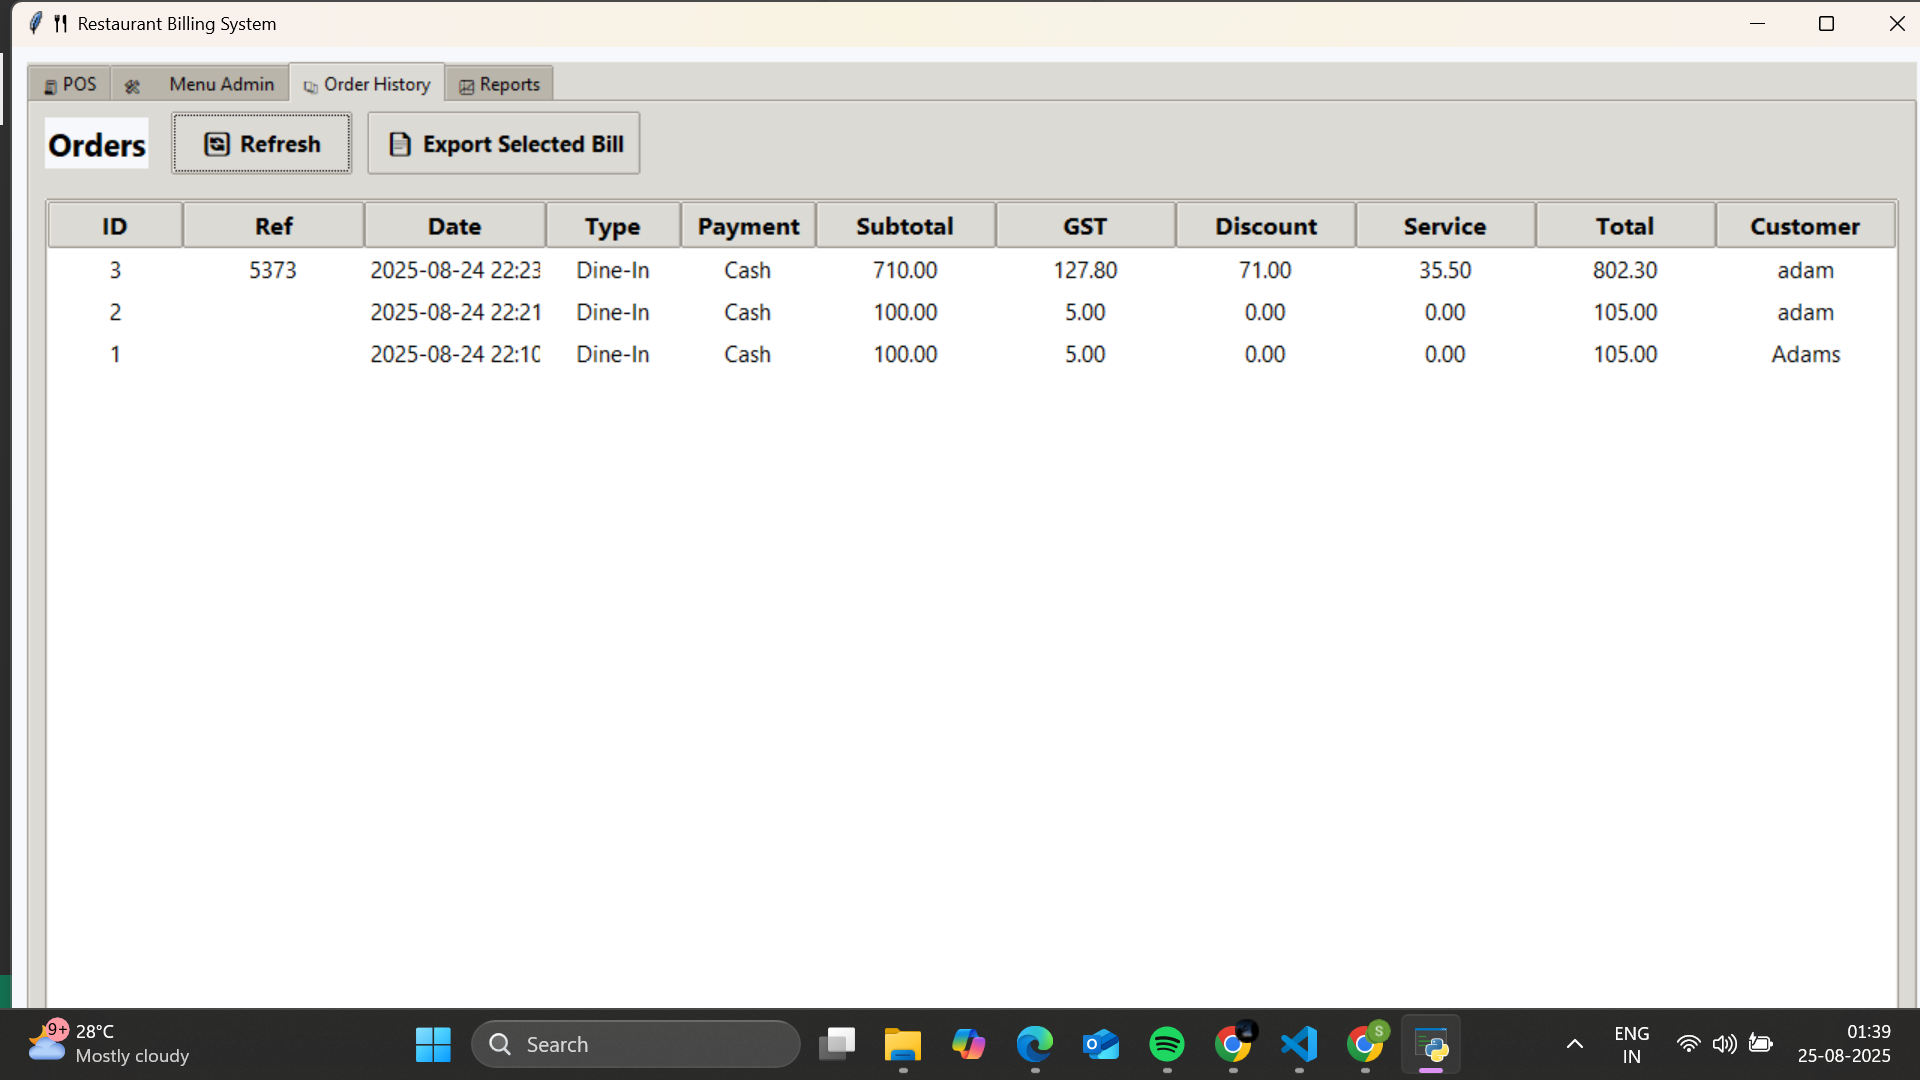 Restaurant Billing System
POS Menu Admin Order History Reports
Orders Refresh Export Selected Bill
ID Ref Date Type Payment Subtotal GST Discount Service Total Customer
3 5373 2025-08-24 22:23 Dine-In Cash 710.00 127.80 71.00 35.50 802.30 adam
2 2025-08-24 22:21 Dine-In Cash 100.00 5.00 0.00 0.00 105.00 adam
1 2025-08-24 22:10 Dine-In Cash 100.00 5.00 0.00 0.00 105.00 Adams
9+ 28°C
Mostly cloudy
Search
S
ENG
IN
01:39
25-08-2025